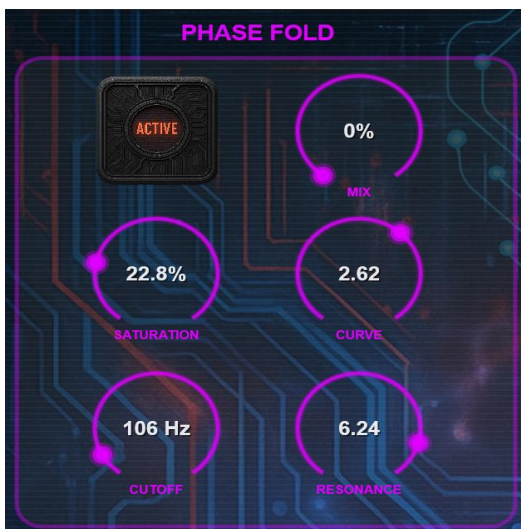 PHASE FOLD
ACTIVE
0%
MIX
22.8%
SATURATION
2.62
CURVE
106 Hz
CUTOFF
6.24
RESONANCE